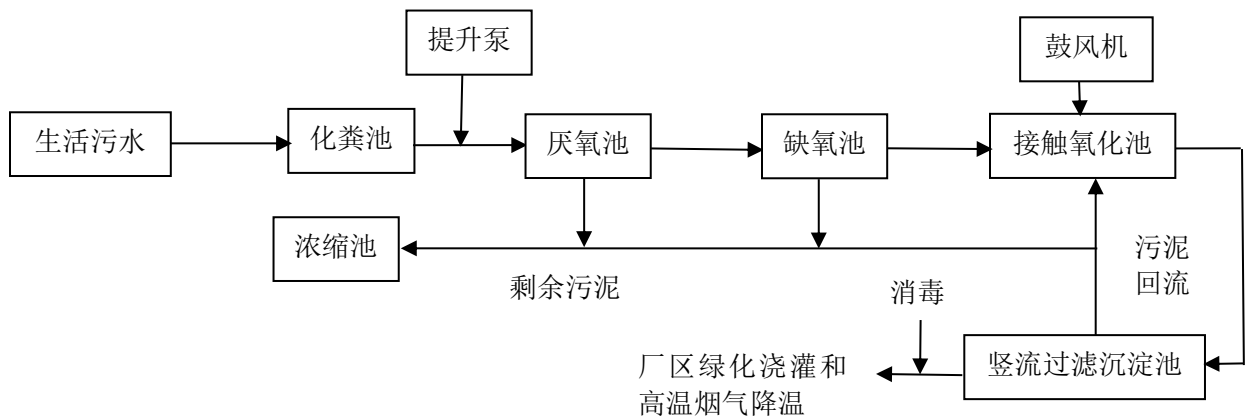 提升泵
鼓风机
生活污水
化粪池
厌氧池
缺氧池
接触氧化池
浓缩池
剩余污泥
消毒
污泥
回流
厂区绿化浇灌和
高温烟气降温
竖流过滤沉淀池